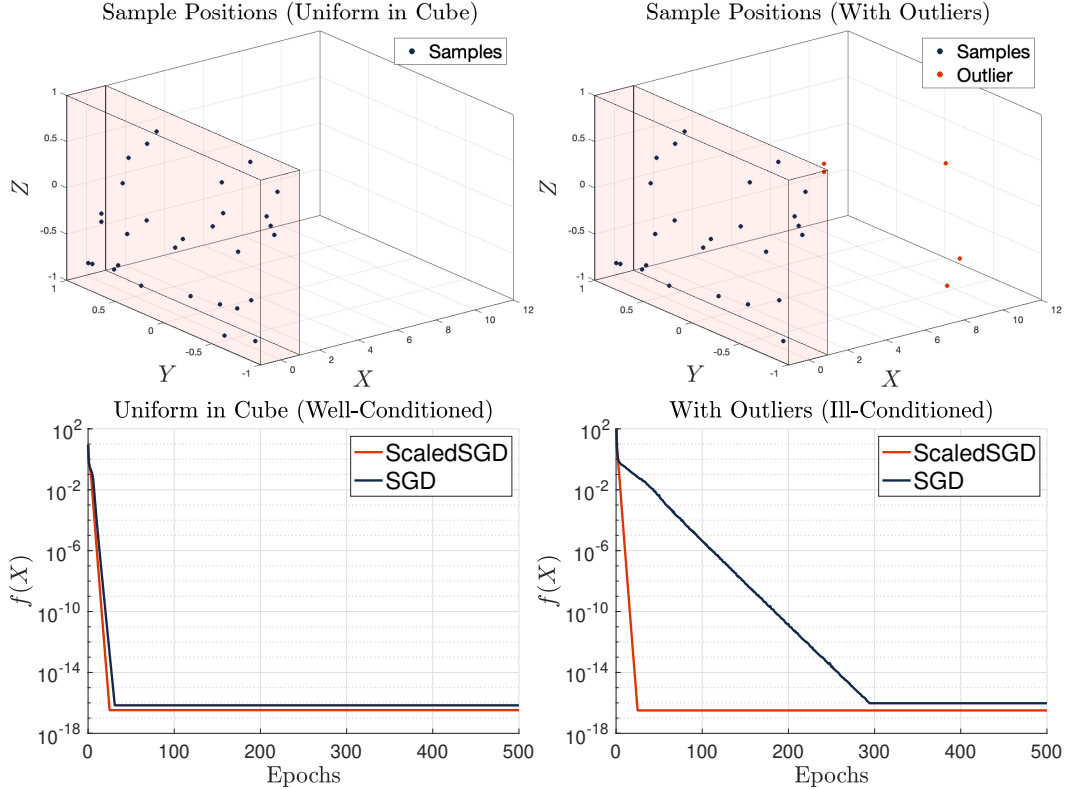 Sample Positions (Uniform in Cube)
Samples
1
0.5
0
-0.5
-1
Z
1
0.5
0
-0.5
-1
Y
0
2
4
6
8
10
12
X
Sample Positions (With Outliers)
Samples
Outlier
1
0.5
0
-0.5
-1
Z
1
0.5
0
-0.5
-1
Y
0
2
4
6
8
10
12
X
Uniform in Cube (Well-Conditioned)
ScaledSGD
SGD
10^2
10^-2
10^-6
10^-10
10^-14
10^-18
f(X)
0 100 200 300 400 500
Epochs
With Outliers (Ill-Conditioned)
ScaledSGD
SGD
10^2
10^-2
10^-6
10^-10
10^-14
10^-18
f(X)
0 100 200 300 400 500
Epochs